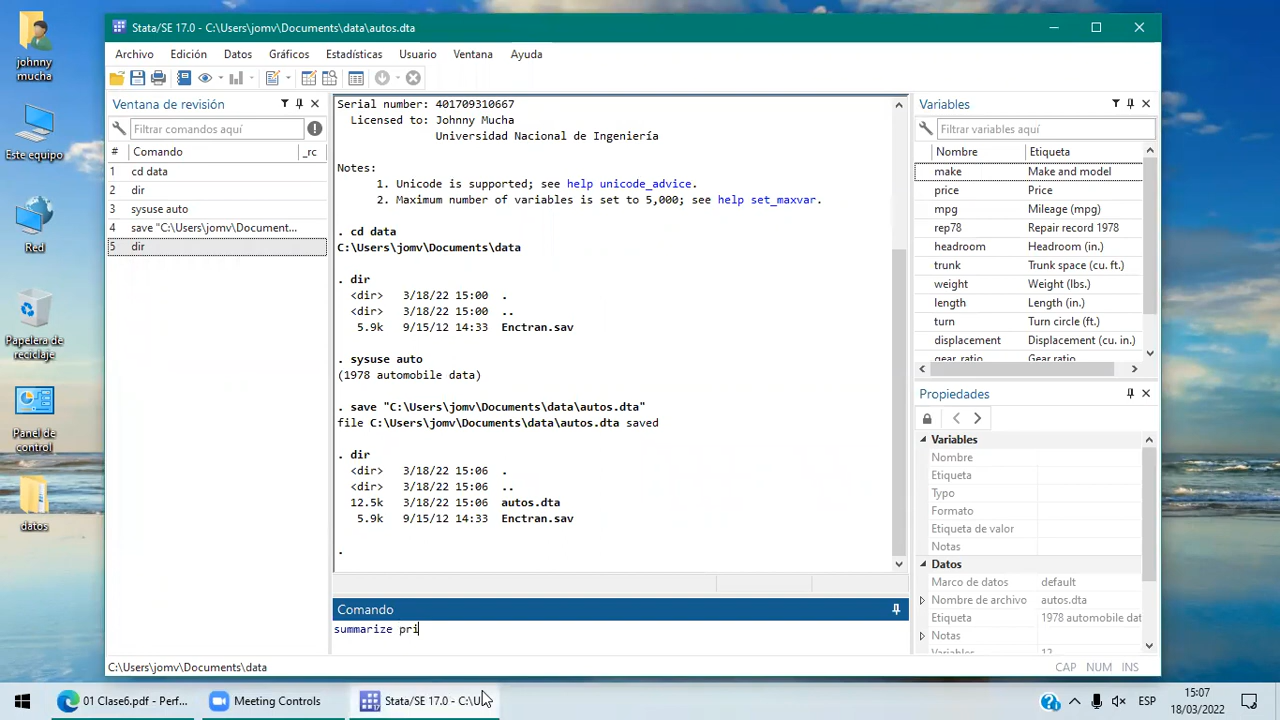 johnny
mucha
Este equipo
Red
Papelera de
reciclaje
Panel de
control
datos
Stata/SE 17.0 - C:\Users\jomv\Documents\data\autos.dta
Archivo Edición Datos Gráficos Estadísticas Usuario Ventana Ayuda
Ventana de revisión
Filtrar comandos aquí
# Comando _rc
1 cd data
2 dir
3 sysuse auto
4 save "C:\Users\jomv\Document...
5 dir
Serial number: 401709310667
Licensed to: Johnny Mucha
Universidad Nacional de Ingeniería
Notes:
1. Unicode is supported; see help unicode_advice.
2. Maximum number of variables is set to 5,000; see help set_maxvar.
. cd data
C:\Users\jomv\Documents\data
. dir
<dir> 3/18/22 15:00 .
<dir> 3/18/22 15:00 ..
5.9k 9/15/12 14:33 Enctran.sav
. sysuse auto
(1978 automobile data)
. save "C:\Users\jomv\Documents\data\autos.dta"
file C:\Users\jomv\Documents\data\autos.dta saved
. dir
<dir> 3/18/22 15:06 .
<dir> 3/18/22 15:06 ..
12.5k 3/18/22 15:06 autos.dta
5.9k 9/15/12 14:33 Enctran.sav
.
Comando
summarize pri
Variables
Filtrar variables aquí
Nombre Etiqueta
make Make and model
price Price
mpg Mileage (mpg)
rep78 Repair record 1978
headroom Headroom (in.)
trunk Trunk space (cu. ft.)
weight Weight (lbs.)
length Length (in.)
turn Turn circle (ft.)
displacement Displacement (cu. in.)
gear_ratio Gear ratio
Propiedades
Variables
Nombre
Etiqueta
Tipo
Formato
Etiqueta de valor
Notas
Datos
Marco de datos default
Nombre de archivo autos.dta
Etiqueta 1978 automobile dat
Notas
Variables 12
C:\Users\jomv\Documents\data
CAP NUM INS
01 Clase6.pdf - Perf...
Meeting Controls
Stata/SE 17.0 - C:\U
ESP
15:07
18/03/2022